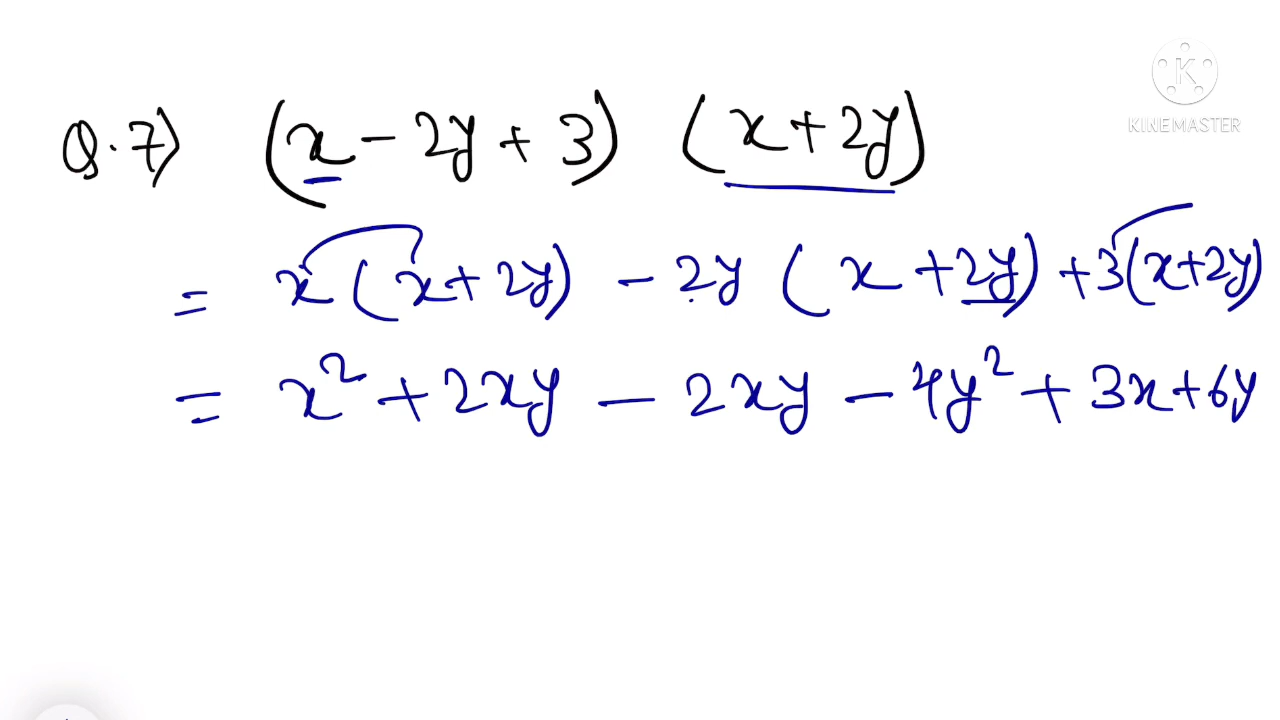 Q.7) (x - 2y + 3) (x + 2y)
K
KINEMASTER
= x (x + 2y) - 2y (x + 2y) + 3(x + 2y)
= x² + 2xy - 2xy - 4y² + 3x + 6y